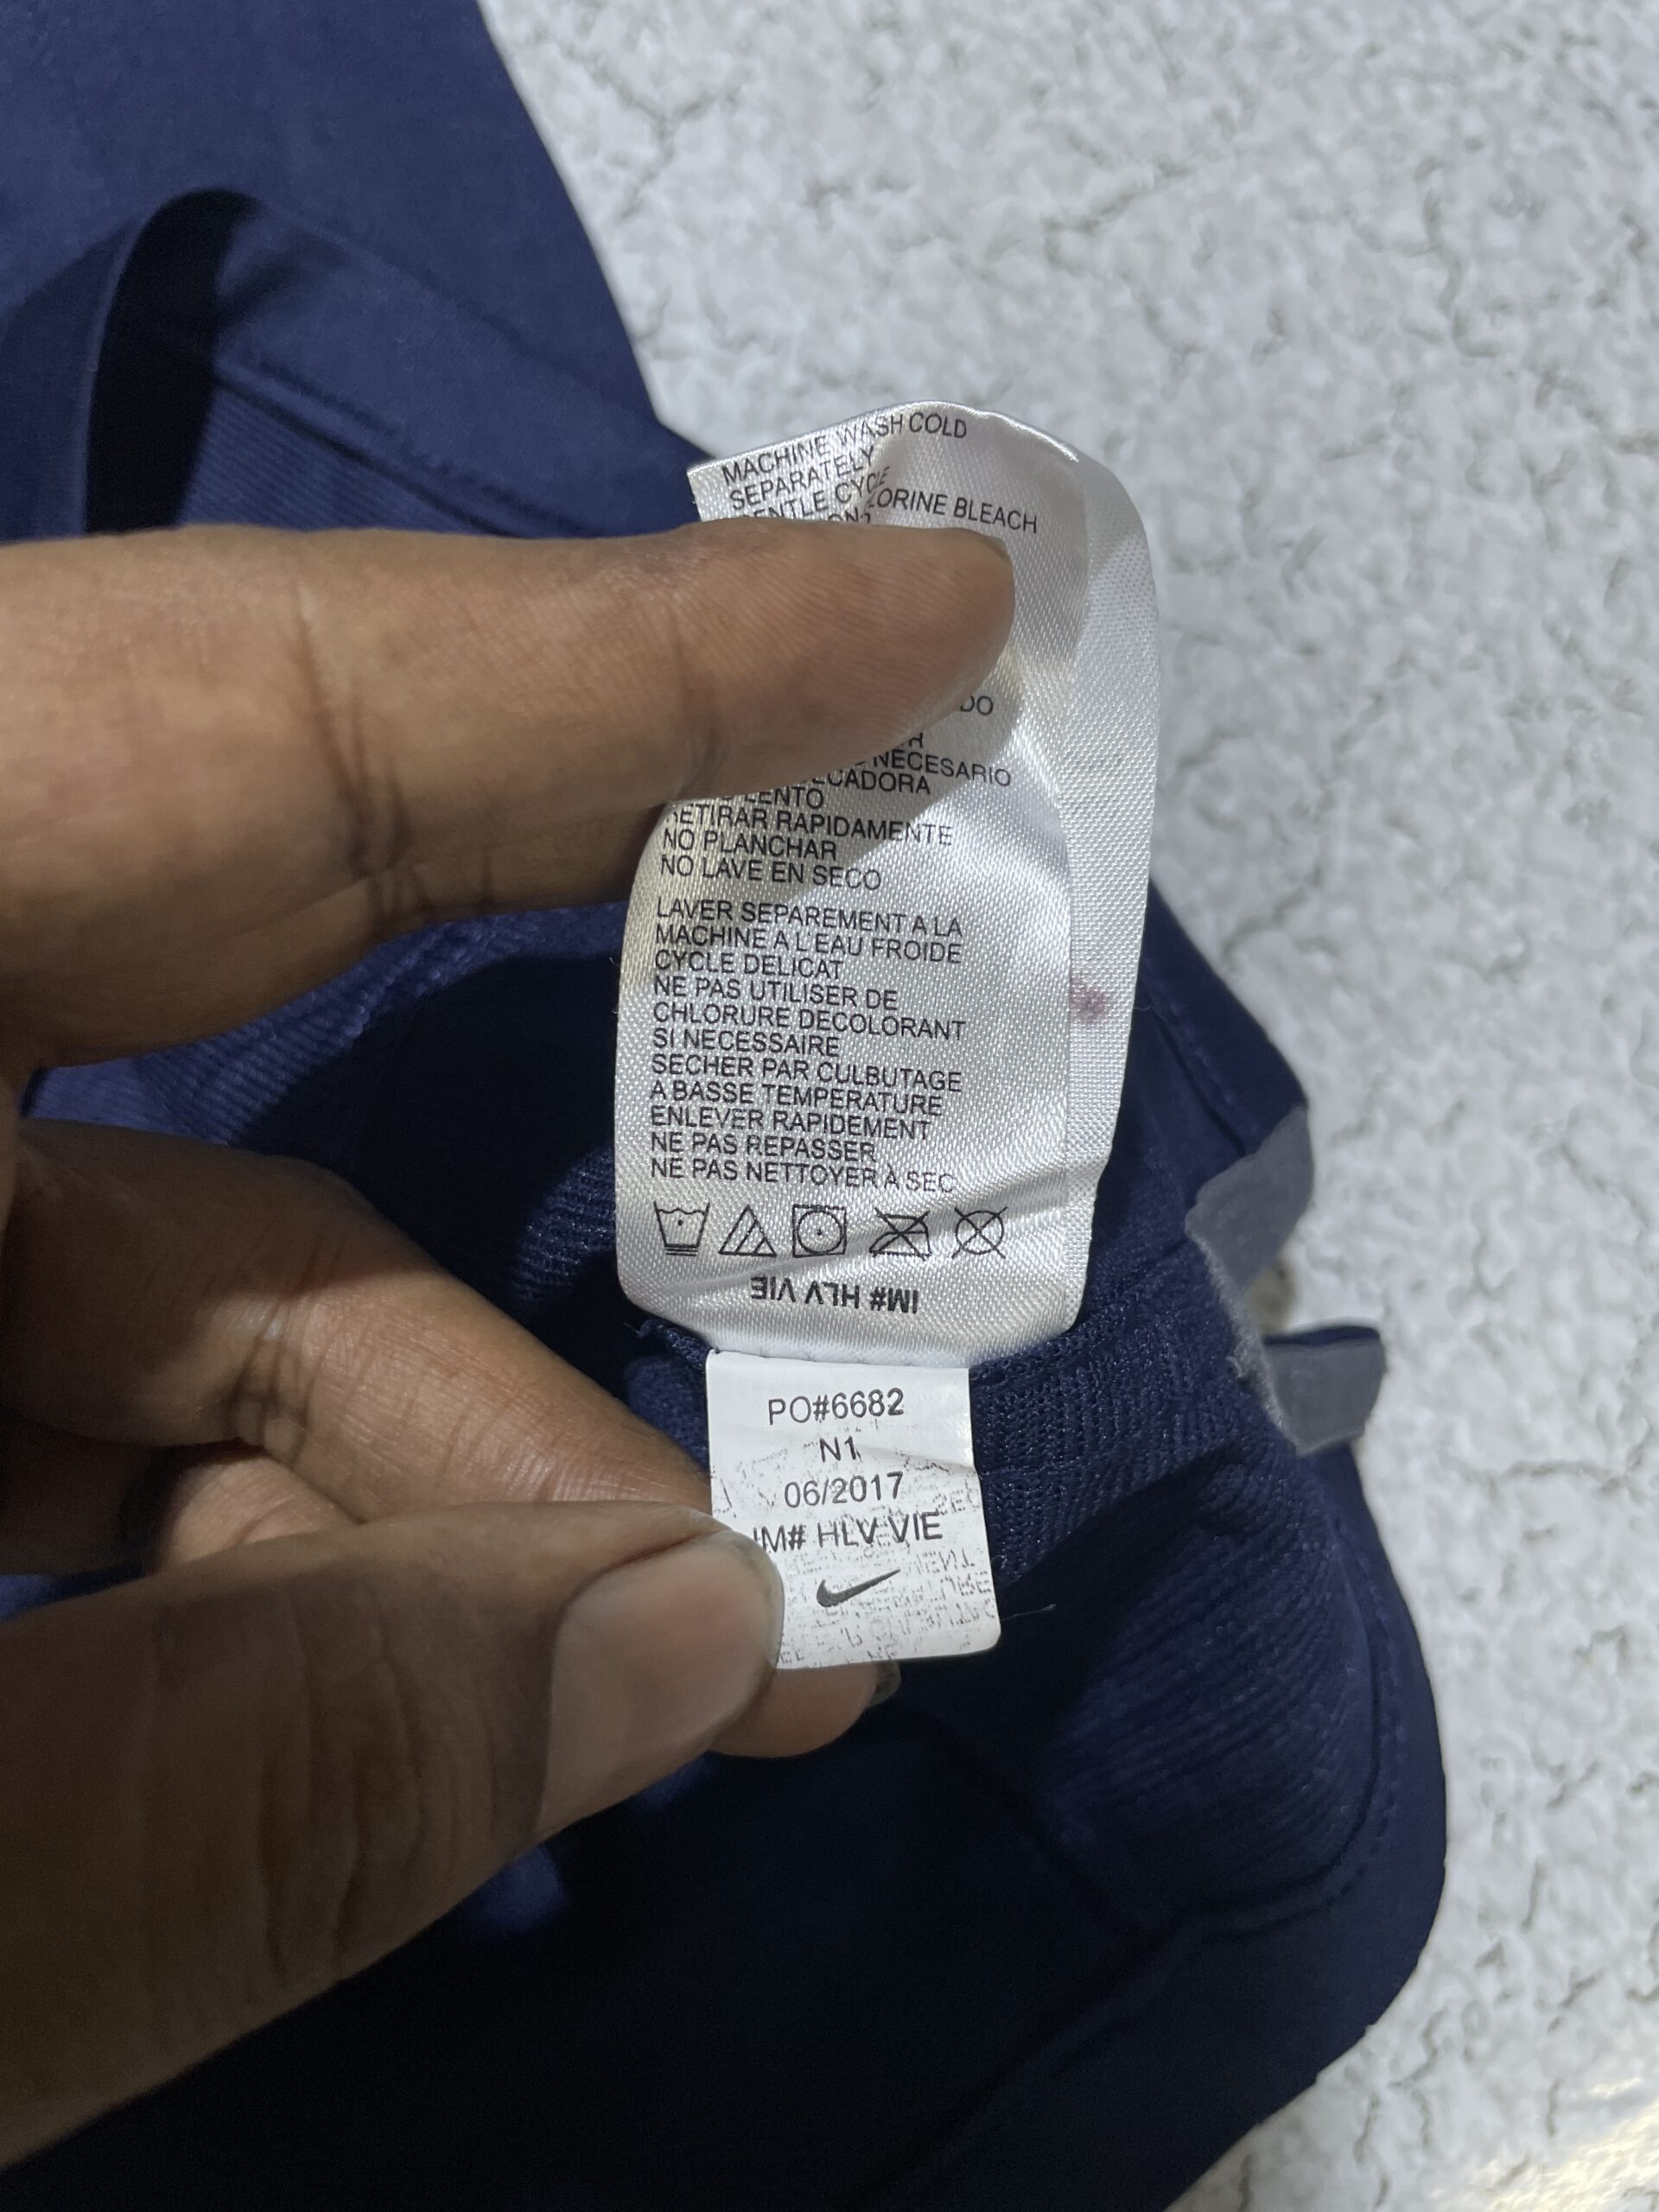 MACHINE WASH COLD
SEPARATELY
GENTLE CYCLE
CHLORINE BLEACH
NECESARIO
SECADORA
LENTO
RETIRAR RAPIDAMENTE
NO PLANCHAR
NO LAVE EN SECO
LAVER SEPAREMENT A LA
MACHINE A L'EAU FROIDE
CYCLE DELICAT
NE PAS UTILISER DE
CHLORURE DECOLORANT
SI NECESSAIRE
SECHER PAR CULBUTAGE
A BASSE TEMPERATURE
ENLEVER RAPIDEMENT
NE PAS REPASSER
NE PAS NETTOYER À SEC
IM# HLV VIE
PO#6682
N1
06/2017
IM# HLV VIE